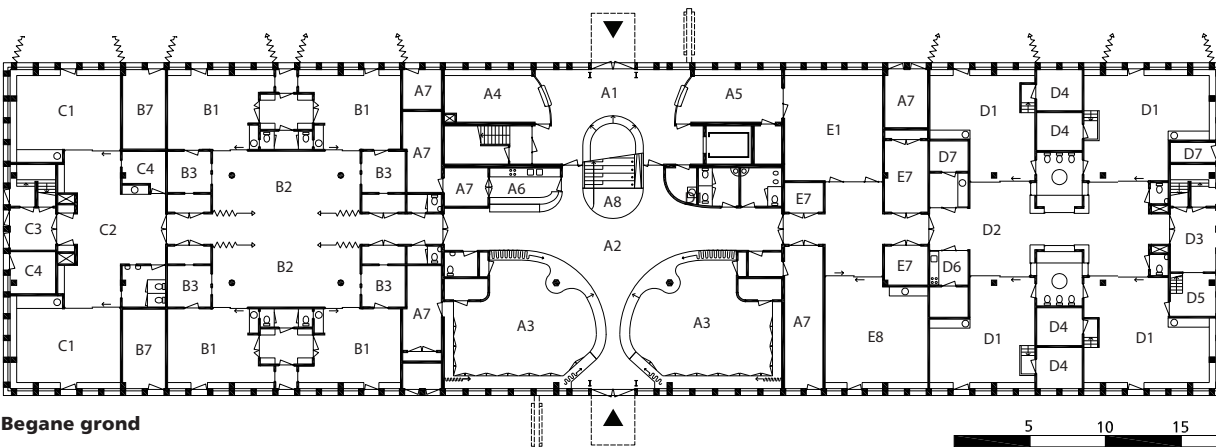 A7 A4 A1 A5 A7 D4
C1 B7 B1 B1 D1 D1
E1
D4
C4 B3 B3 A7 D7 D7
B2 A7 A6 E7
A8 E7
C3 C2 A2 D2 D3
C4 B3 B2 B3 E7 D6
D5
A7 A3 A3 A7 E8 D4
C1 B7 B1 B1 D1 D1
D4
Begane grond
5 10 15